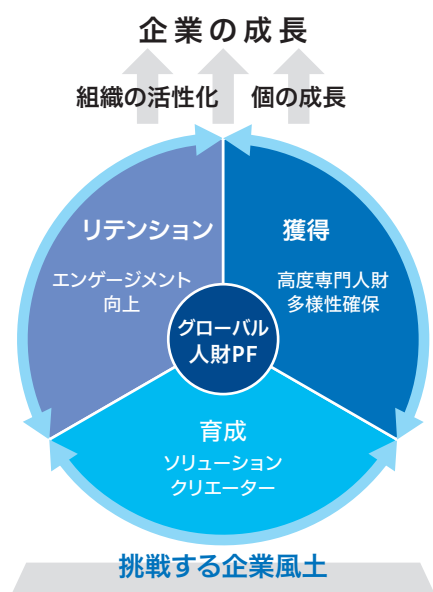 企業の成長
組織の活性化 個の成長
リテンション
エンゲージメント
向上
獲得
高度専門人財
多様性確保
グローバル
人財PF
育成
ソリューション
クリエーター
挑戦する企業風土